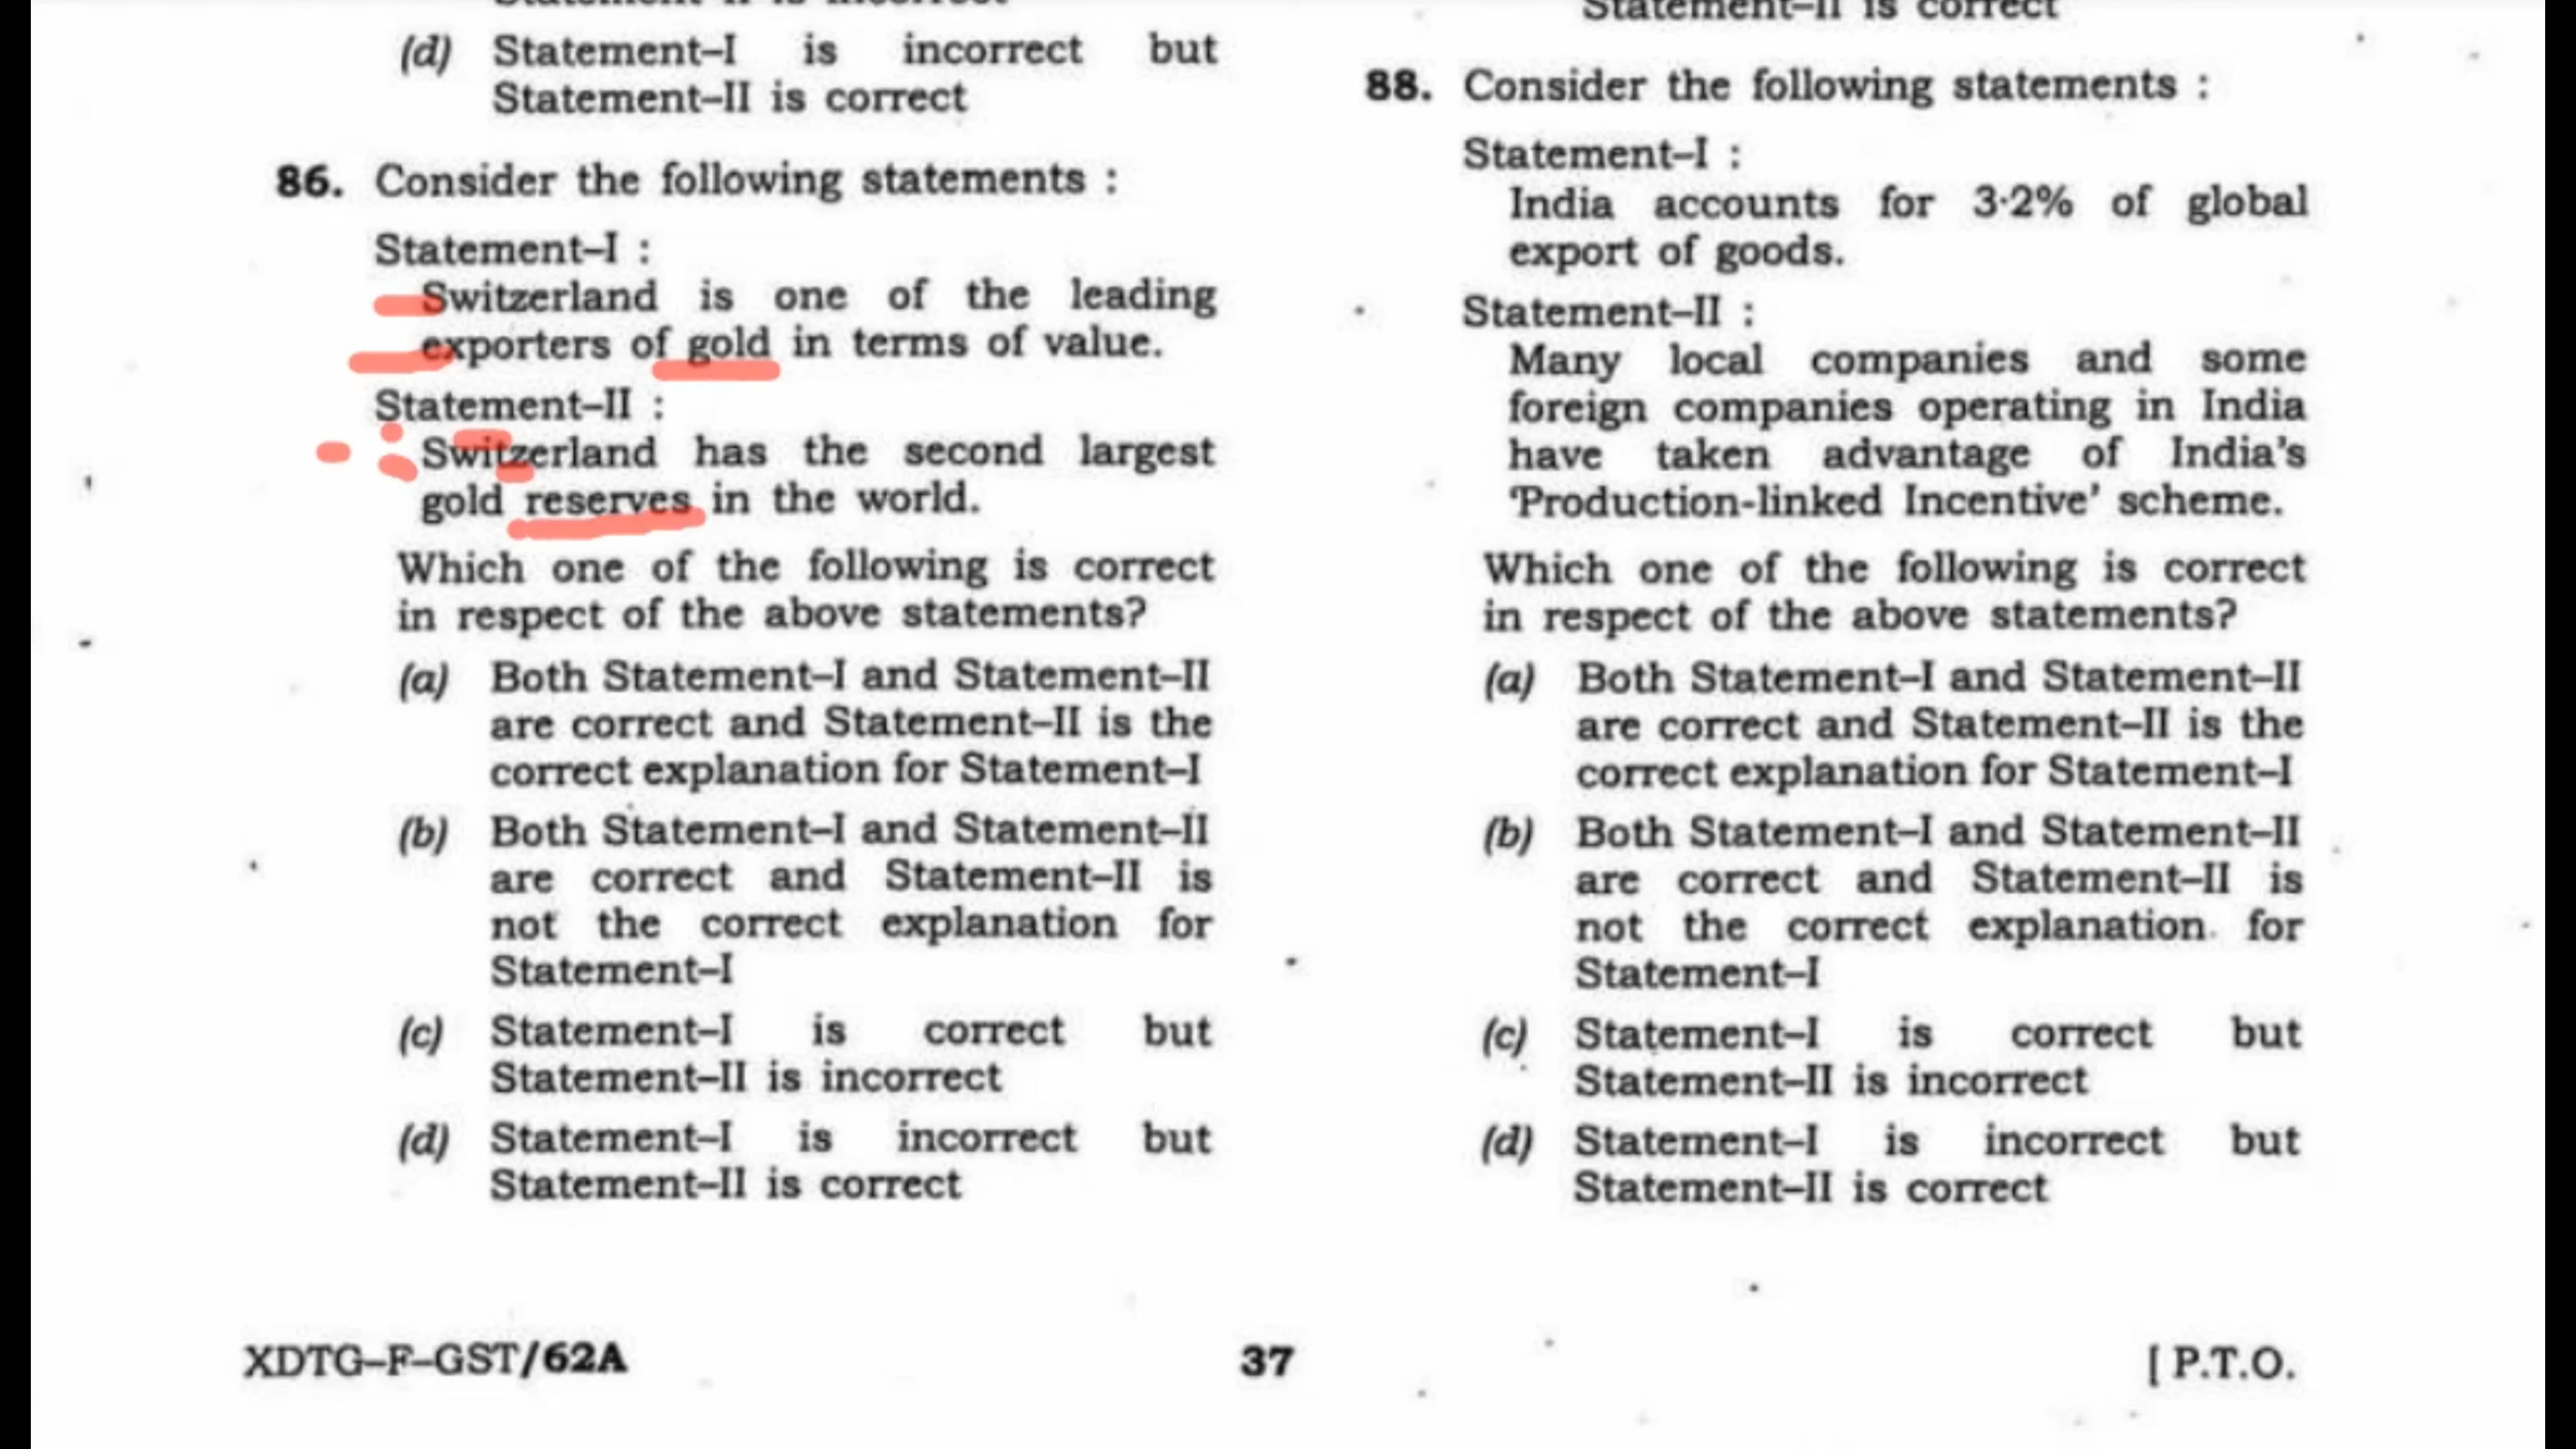 Statement–II is incorrect
(d) Statement–I is incorrect but
Statement–II is correct
86. Consider the following statements :
Statement–I :
Switzerland is one of the leading
exporters of gold in terms of value.
Statement–II :
Switzerland has the second largest
gold reserves in the world.
Which one of the following is correct
in respect of the above statements?
(a) Both Statement–I and Statement–II
are correct and Statement–II is the
correct explanation for Statement–I
(b) Both Statement–I and Statement–II
are correct and Statement–II is
not the correct explanation for
Statement–I
(c) Statement–I is correct but
Statement–II is incorrect
(d) Statement–I is incorrect but
Statement–II is correct
Statement–II is correct
88. Consider the following statements :
Statement–I :
India accounts for 3·2% of global
export of goods.
Statement–II :
Many local companies and some
foreign companies operating in India
have taken advantage of India's
'Production-linked Incentive' scheme.
Which one of the following is correct
in respect of the above statements?
(a) Both Statement–I and Statement–II
are correct and Statement–II is the
correct explanation for Statement–I
(b) Both Statement–I and Statement–II
are correct and Statement–II is
not the correct explanation for
Statement–I
(c) Statement–I is correct but
Statement–II is incorrect
(d) Statement–I is incorrect but
Statement–II is correct
XDTG–F–GST/62A 37 [ P.T.O.